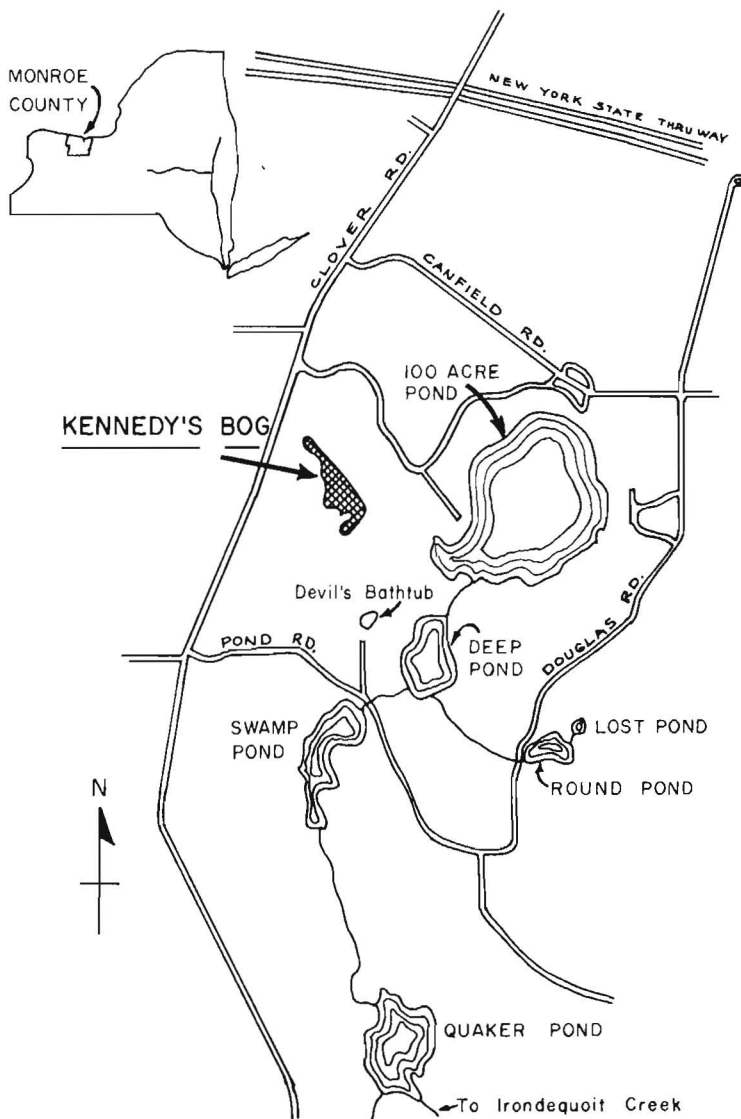 MONROE
COUNTY
NEW YORK STATE THRUWAY
CLOVER RD.
CANFIELD RD.
100 ACRE
POND
KENNEDY'S BOG
Devil's Bathtub
POND RD.
DEEP
POND
DOUGLAS RD.
SWAMP
POND
LOST POND
ROUND POND
N
QUAKER POND
To Irondequoit Creek